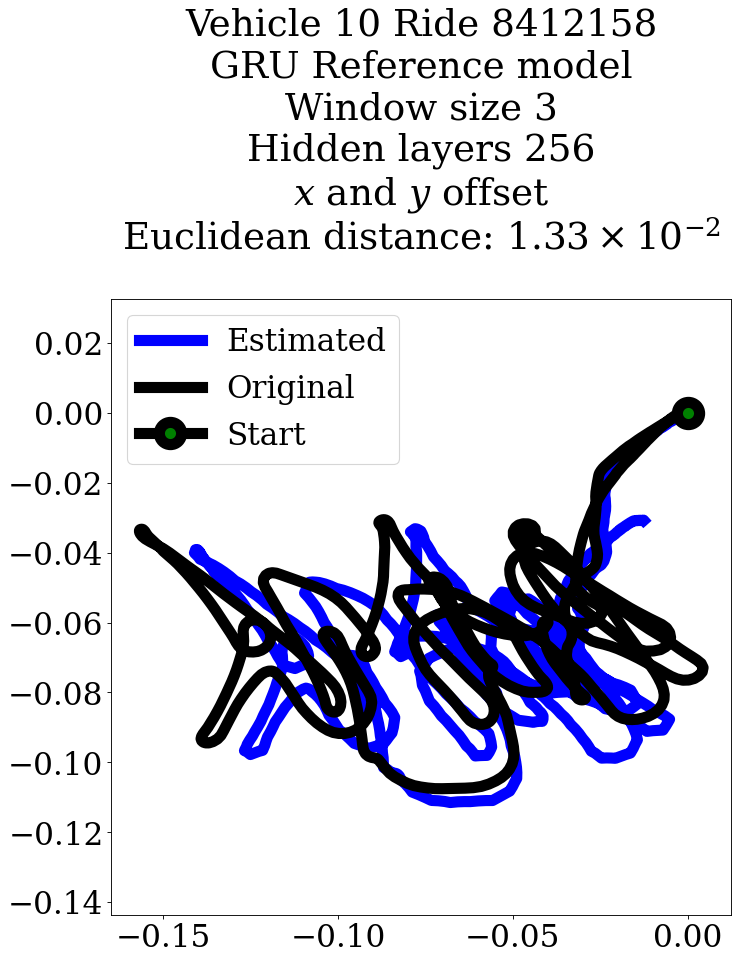 Vehicle 10 Ride 8412158
GRU Reference model
Window size 3
Hidden layers 256
x and y offset
Euclidean distance: 1.33 × 10⁻²
Estimated
Original
Start
0.02
0.00
−0.02
−0.04
−0.06
−0.08
−0.10
−0.12
−0.14
−0.15
−0.10
−0.05
0.00